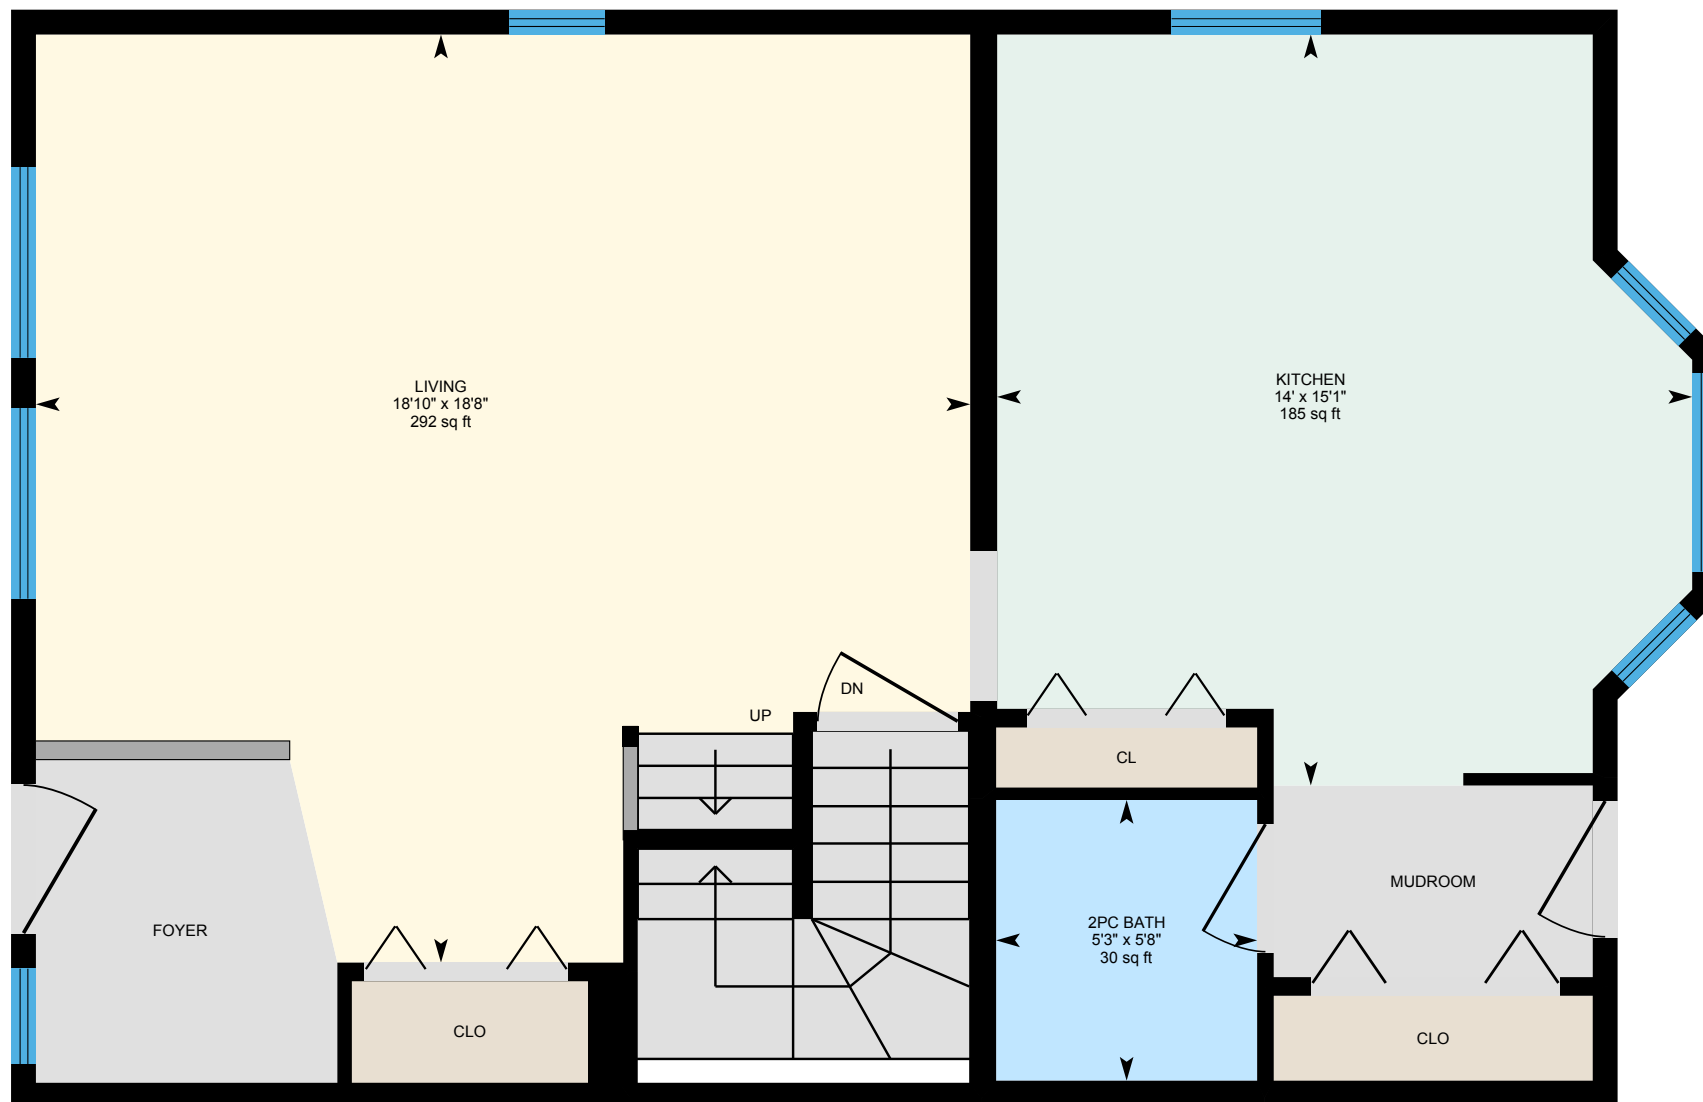 LIVING
18'10" x 18'8"
292 sq ft
KITCHEN
14' x 15'1"
185 sq ft
DN
UP
CL
MUDROOM
FOYER
2PC BATH
5'3" x 5'8"
30 sq ft
CLO
CLO